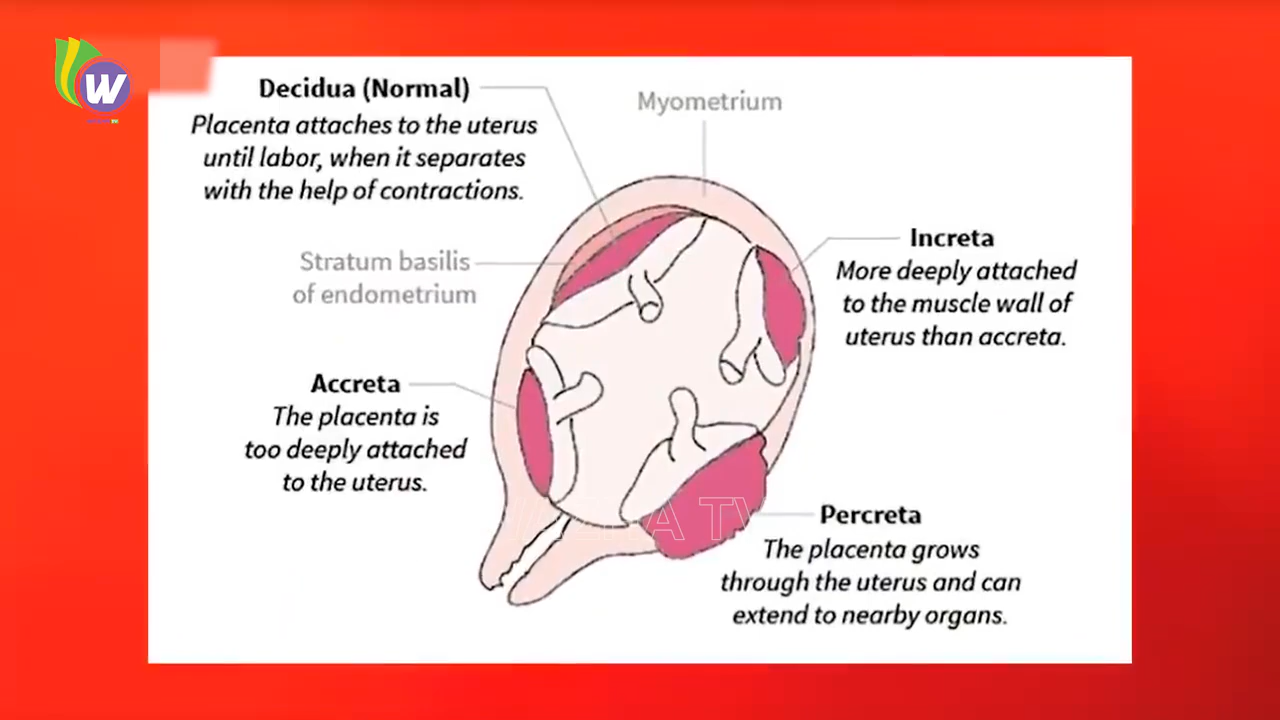 W
Decidua (Normal)
Placenta attaches to the uterus
until labor, when it separates
with the help of contractions.
Myometrium
Stratum basilis
of endometrium
Increta
More deeply attached
to the muscle wall of
uterus than accreta.
Accreta
The placenta is
too deeply attached
to the uterus.
Percreta
The placenta grows
through the uterus and can
extend to nearby organs.
TV